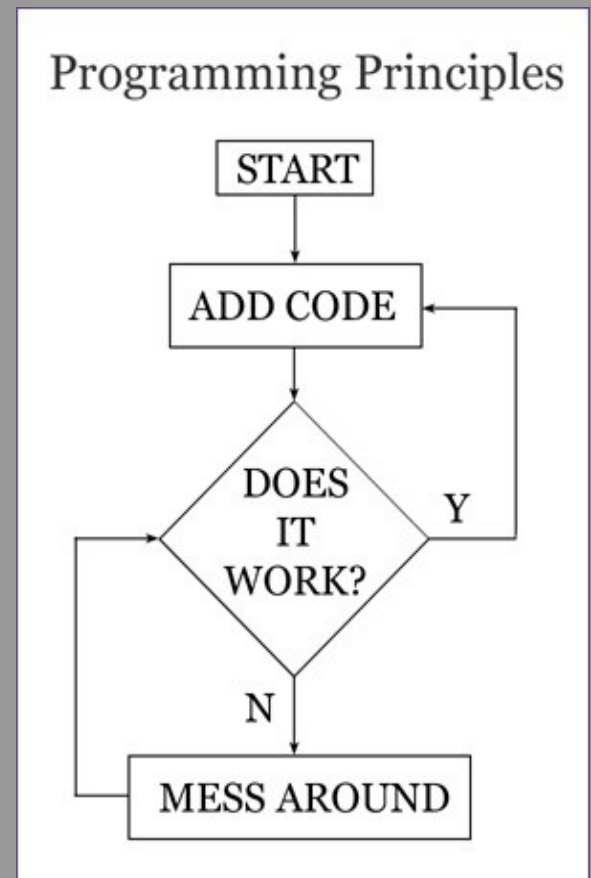 Programming Principles
START
ADD CODE
DOES
IT
WORK?
Y
N
MESS AROUND